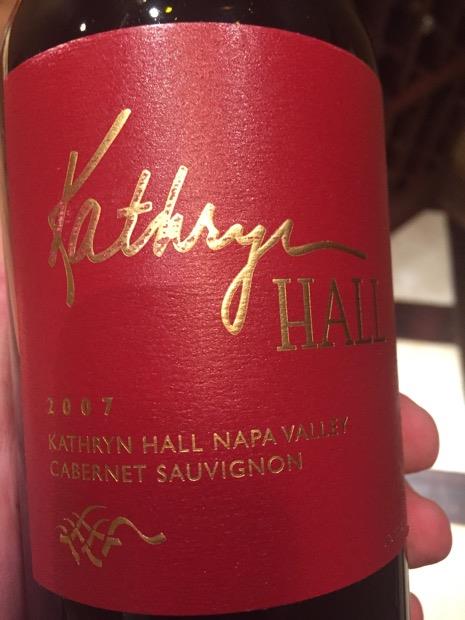 Kathryn
HALL
2007
KATHRYN HALL NAPA VALLEY
CABERNET SAUVIGNON